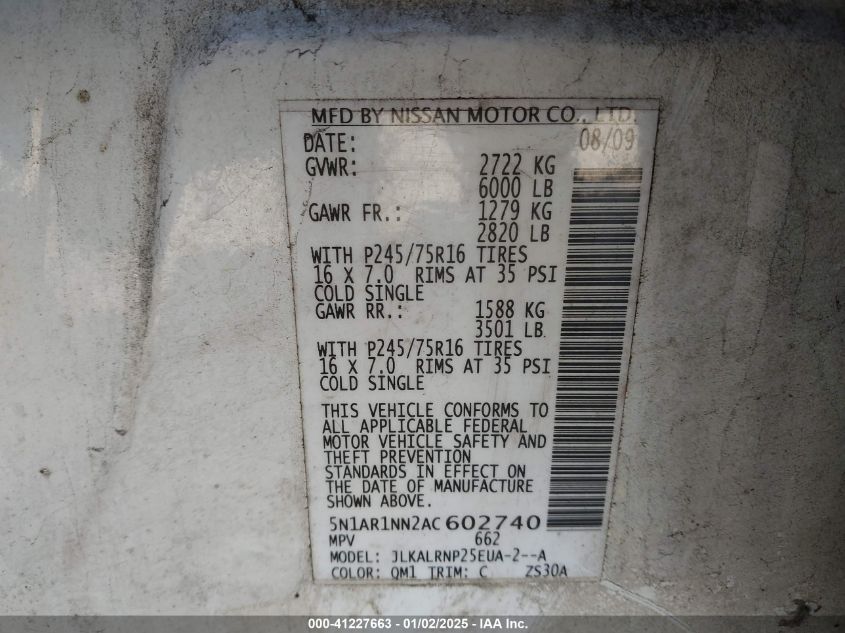 MFD BY NISSAN MOTOR CO., LTD.
DATE: 08/09
GVWR: 2722 KG
6000 LB
GAWR FR.: 1279 KG
2820 LB
WITH P245/75R16 TIRES
16 X 7.0 RIMS AT 35 PSI
COLD SINGLE
GAWR RR.: 1588 KG
3501 LB
WITH P245/75R16 TIRES
16 X 7.0 RIMS AT 35 PSI
COLD SINGLE
THIS VEHICLE CONFORMS TO
ALL APPLICABLE FEDERAL
MOTOR VEHICLE SAFETY AND
THEFT PREVENTION
STANDARDS IN EFFECT ON
THE DATE OF MANUFACTURE
SHOWN ABOVE.
5N1AR1NN2AC602740
MPV 662
MODEL: JLKALRNP25EUA-2--A
COLOR: QM1 TRIM: C ZS30A
000-41227663 - 01/02/2025 - IAA Inc.